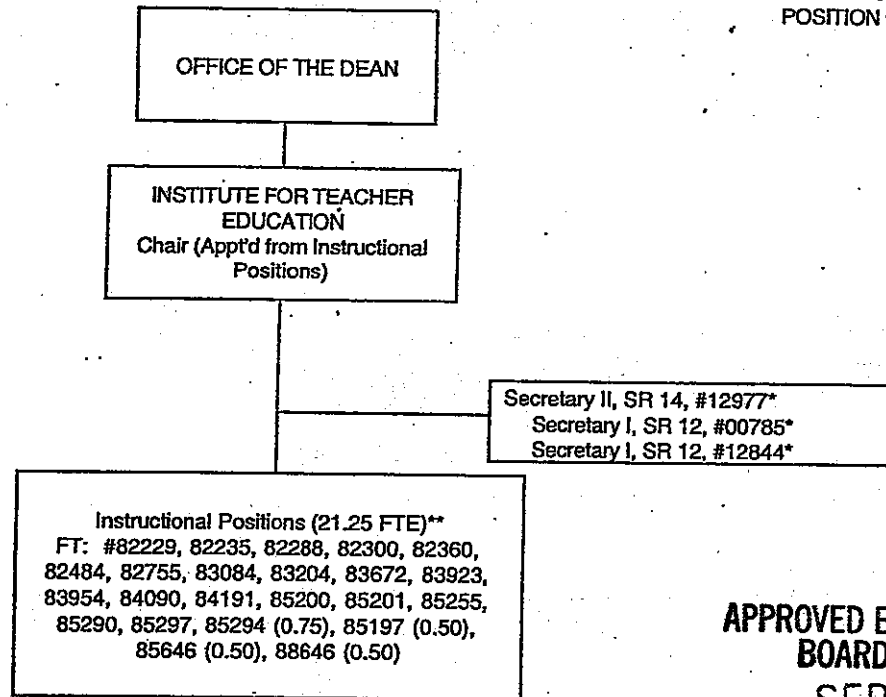 POSITION
OFFICE OF THE DEAN
INSTITUTE FOR TEACHER
EDUCATION
Chair (Appt'd from Instructional
Positions)
Secretary II, SR 14, #12977*
Secretary I, SR 12, #00785*
Secretary I, SR 12, #12844*
Instructional Positions (21.25 FTE)**
FT: #82229, 82235, 82288, 82300, 82360,
82484, 82755, 83084, 83204, 83672, 83923,
83954, 84090, 84191, 85200, 85201, 85255,
85290, 85297, 85294 (0.75), 85197 (0.50),
85646 (0.50), 88646 (0.50)
APPROVED
BOARD